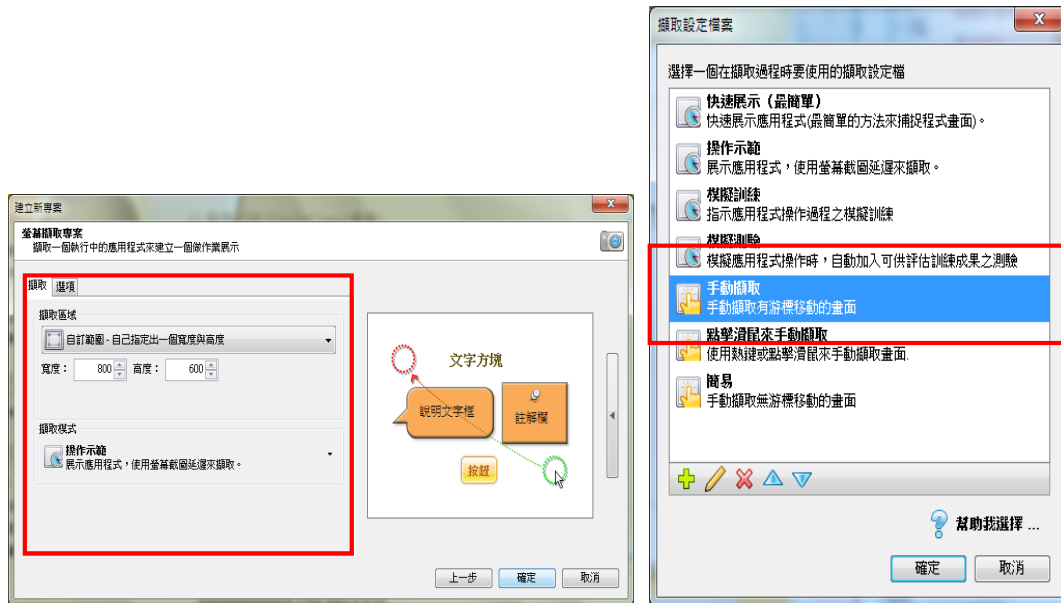 建立新專案
螢幕擷取專案
擷取一個執行中的應用程式來建立一個做作業展示
擷取 選項
擷取區域
自訂範圍 - 自己指定出一個寬度與高度
寬度： 800 高度： 600
擷取模式
操作示範
展示應用程式，使用螢幕截圖延遲來擷取。
文字方塊
說明文字框
註解欄
按鈕
上一步 確定 取消
擷取設定檔案
選擇一個在擷取過程時要使用的擷取設定檔
快速展示（最簡單）
快速展示應用程式(最簡單的方法來捕捉程式畫面)。
操作示範
展示應用程式，使用螢幕截圖延遲來擷取。
模擬訓練
指示應用程式操作過程之模擬訓練
模擬測驗
模擬應用程式操作時，自動加入可供評估訓練成果之測驗
手動擷取
手動擷取有游標移動的畫面
點擊滑鼠來手動擷取
使用熱鍵或點擊滑鼠來手動擷取畫面.
簡易
手動擷取無游標移動的畫面
幫助我選擇 ...
確定 取消